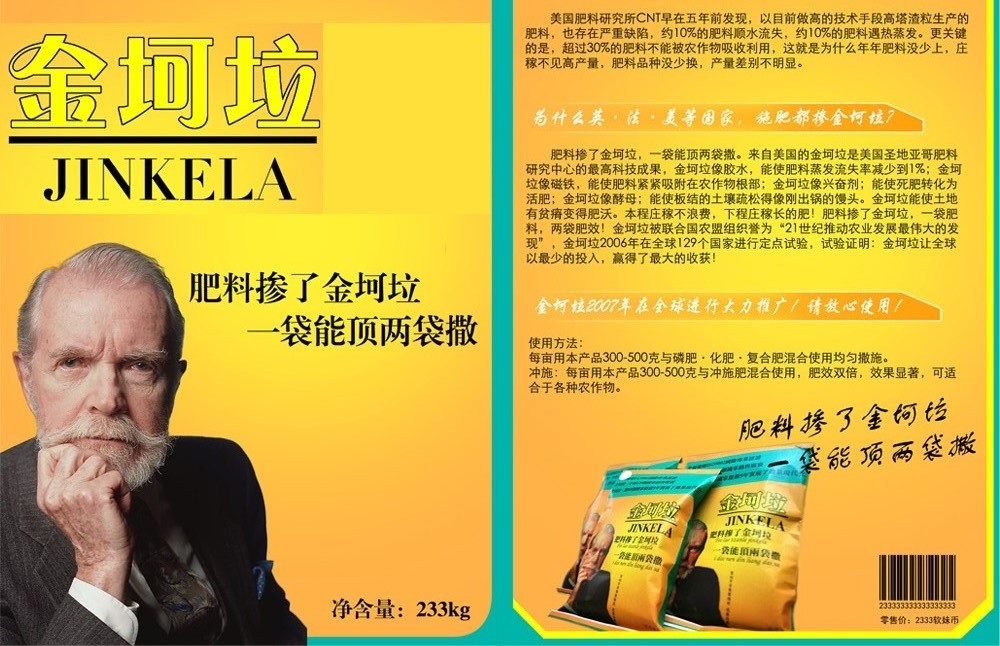 金坷垃
JINKELA
肥料掺了金坷垃
一袋能顶两袋撒
净含量：233kg
美国肥料研究所CNT早在五年前发现，以目前做高的技术手段高塔渣粒生产的
肥料，也存在严重缺陷，约10%的肥料顺水流失，约10%的肥料遇热蒸发。更关键
的是，超过30%的肥料不能被农作物吸收利用，这就是为什么年年肥料没少上，庄
稼不见高产量，肥料品种没少换，产量差别不明显。
为什么英·法·美等国家，施肥都掺金坷垃？
肥料掺了金坷垃，一袋能顶两袋撒。来自美国的金坷垃是美国圣地亚哥肥料
研究中心的最高科技成果，金坷垃像胶水，能使肥料蒸发流失率减少到1%；金坷
垃像磁铁，能使肥料紧紧吸附在农作物根部；金坷垃像兴奋剂；能使死肥转化为
活肥；金坷垃像酵母；能使板结的土壤疏松得像刚出锅的馒头。金坷垃能使土地
有贫瘠变得肥沃。本程庄稼不浪费，下程庄稼长的肥！肥料掺了金坷垃，一袋肥
料，两袋肥效！金坷垃被联合国农盟组织誉为“21世纪推动农业发展最伟大的发
现”，金坷垃2006年在全球129个国家进行定点试验，试验证明：金坷垃让全球
以最少的投入，赢得了最大的收获！
金坷垃2007年在全球进行大力推广！请放心使用！
使用方法：
每亩用本产品300-500克与磷肥·化肥·复合肥混合使用均匀撒施。
冲施：每亩用本产品300-500克与冲施肥混合使用，肥效双倍，效果显著，可适
合于各种农作物。
肥料掺了金坷垃
一袋能顶两袋撒
金坷垃
JINKELA
肥料摻了金坷垃
一袋能頂兩袋撒
金坷垃
JINKELA
肥料摻了金坷垃
一袋能頂兩袋撒
零售价：2333软妹币